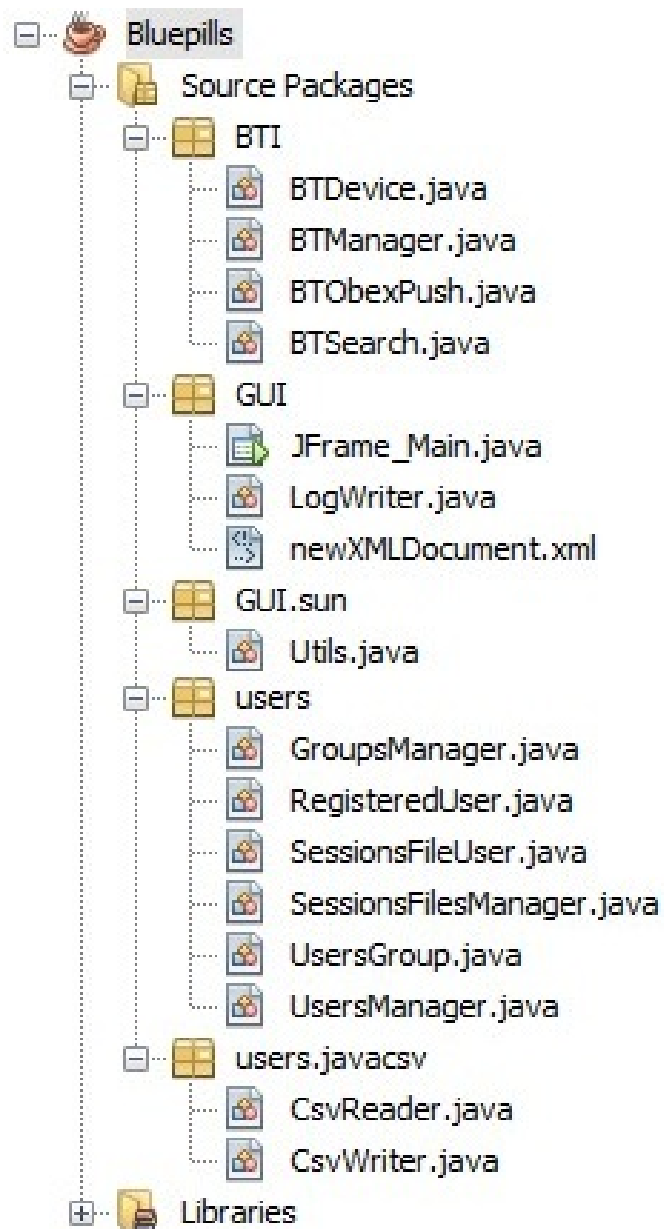 Bluepills
Source Packages
BTI
BTDevice.java
BTManager.java
BTObexPush.java
BTSearch.java
GUI
JFrame_Main.java
LogWriter.java
newXMLDocument.xml
GUI.sun
Utils.java
users
GroupsManager.java
RegisteredUser.java
SessionsFileUser.java
SessionsFilesManager.java
UsersGroup.java
UsersManager.java
users.javacsv
CsvReader.java
CsvWriter.java
Libraries